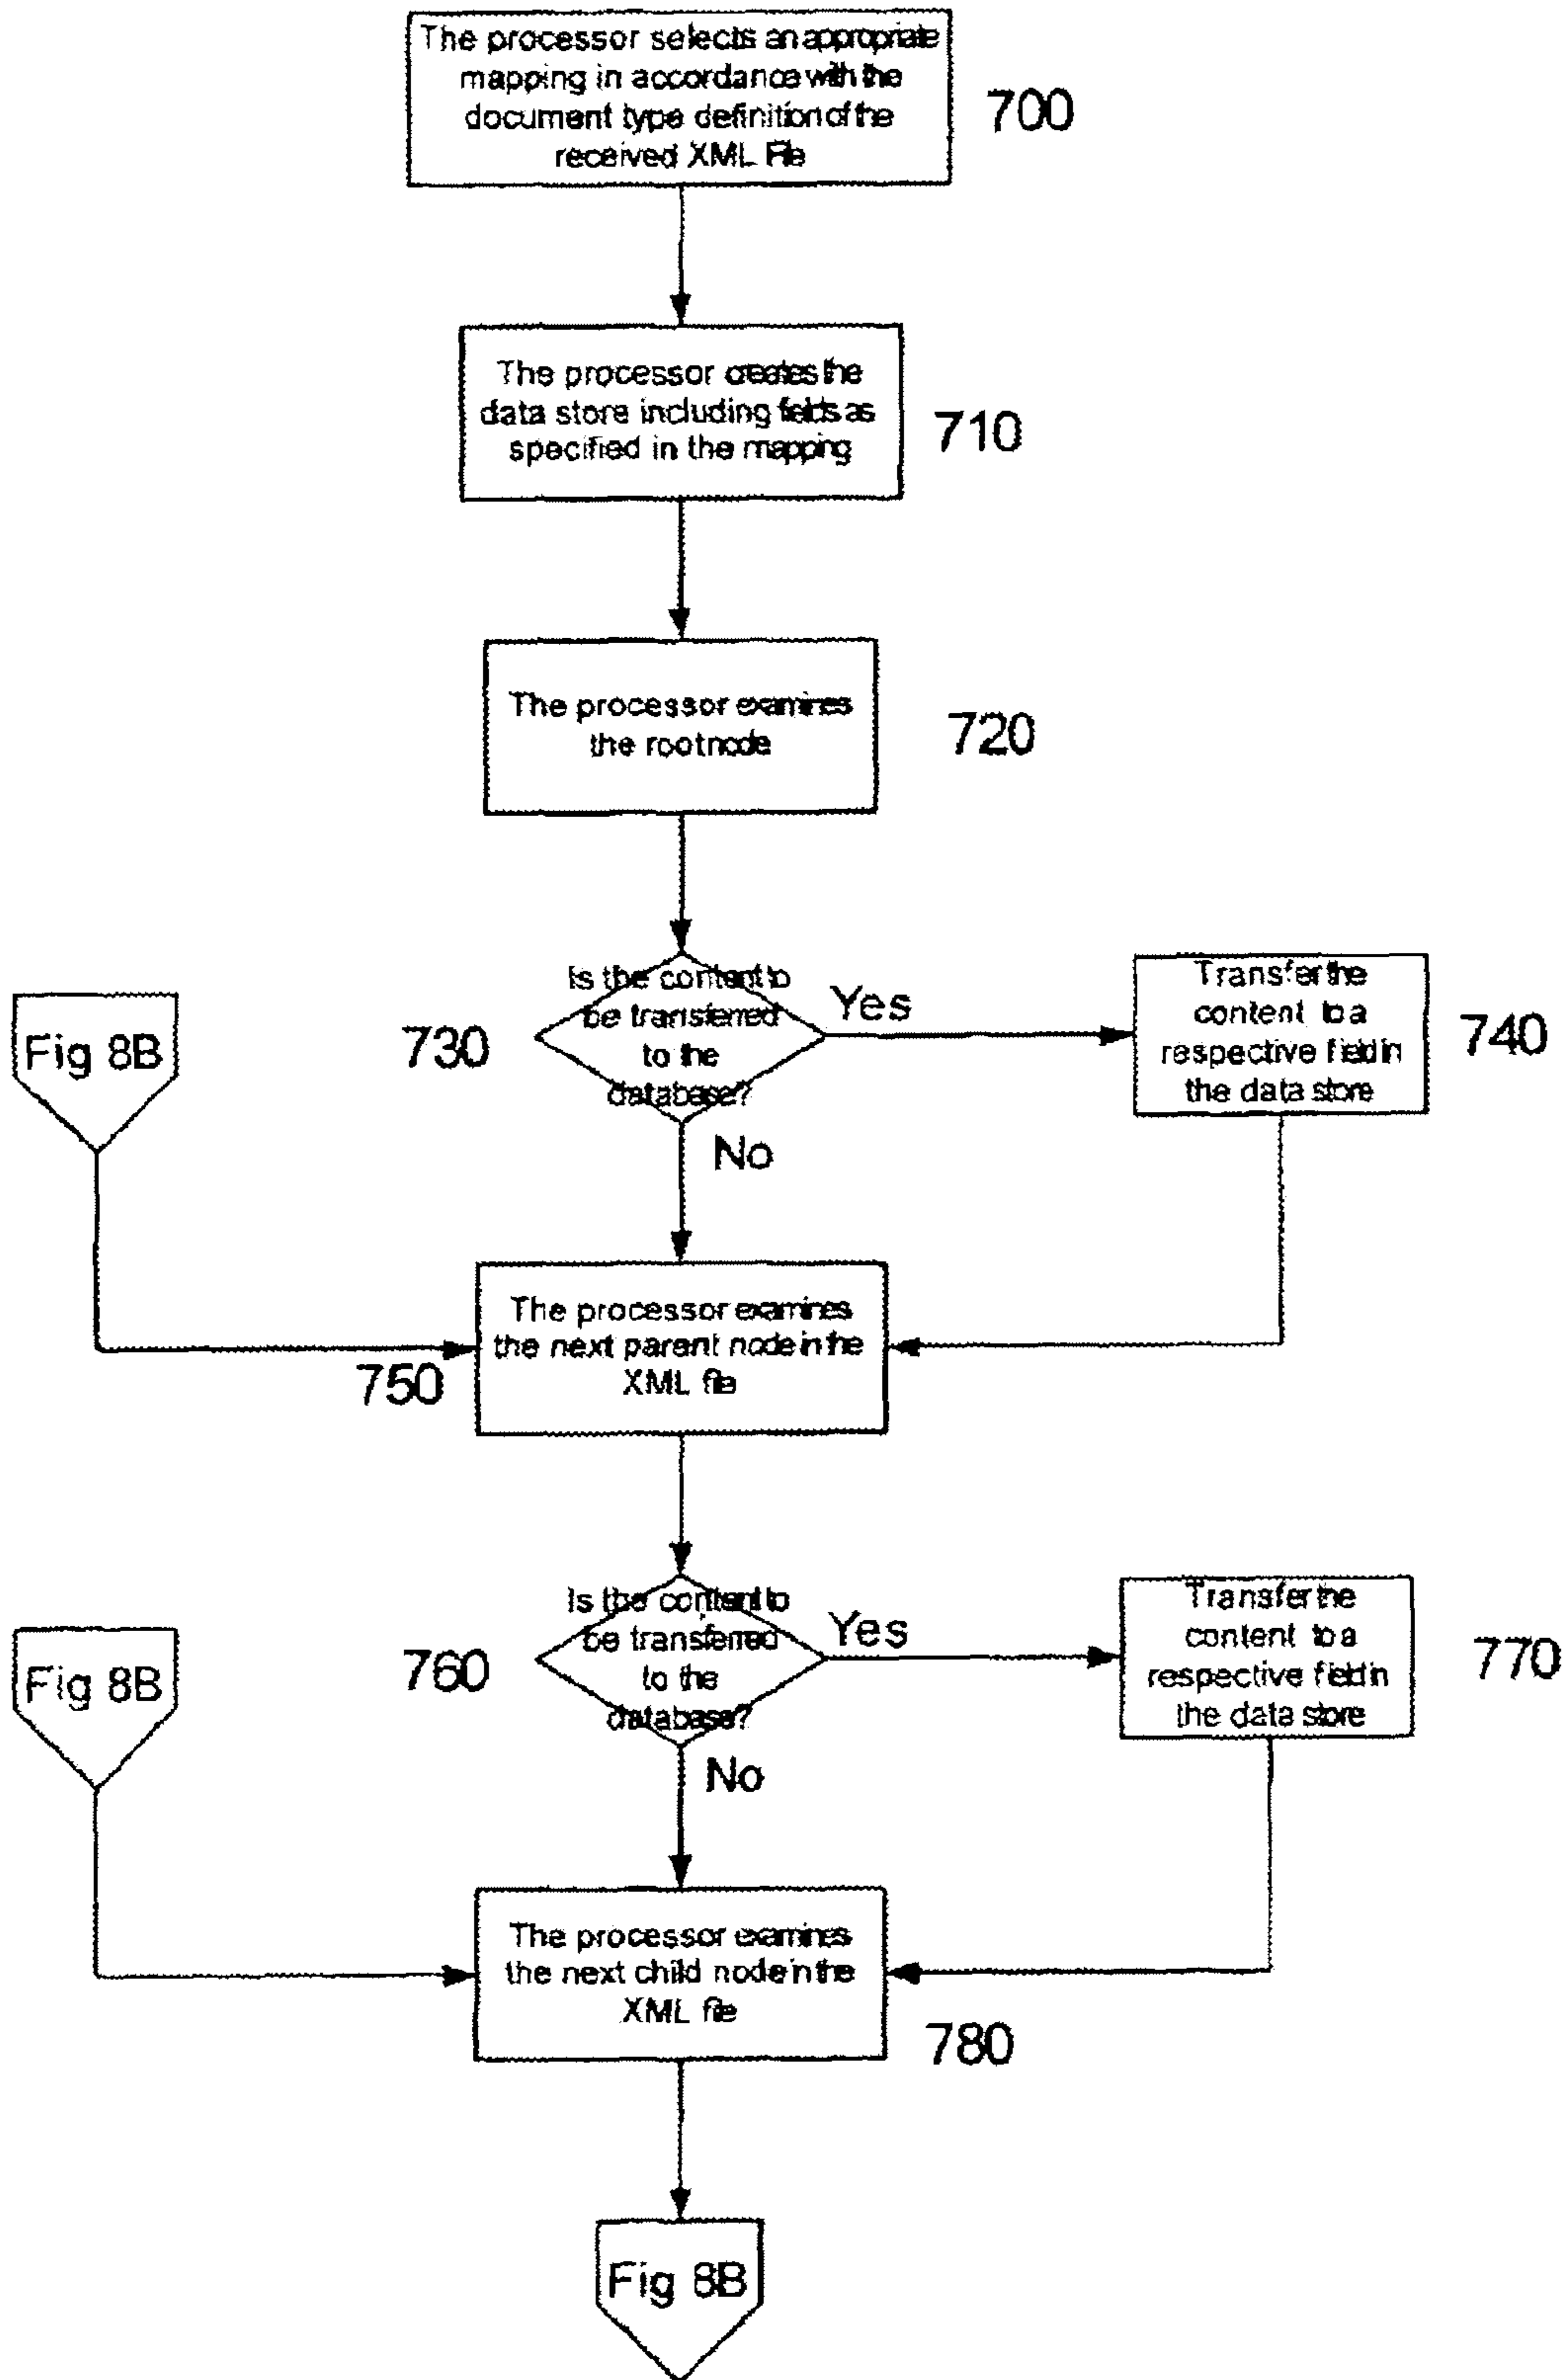 The processor selects an appropriate
mapping in accordance with the
document type definition of the
received XML File
700
The processor creates the
data store including fields as
specified in the mapping
710
The processor examines
the root node
720
Is the content to
be transferred
to the
database?
730
Yes
Transfer the
content to a
respective field in
the data store
740
Fig 8B
No
The processor examines
the next parent node in the
XML file
750
Is the content to
be transferred
to the
database?
760
Yes
Transfer the
content to a
respective field in
the data store
770
Fig 8B
No
The processor examines
the next child node in the
XML file
780
Fig 8B